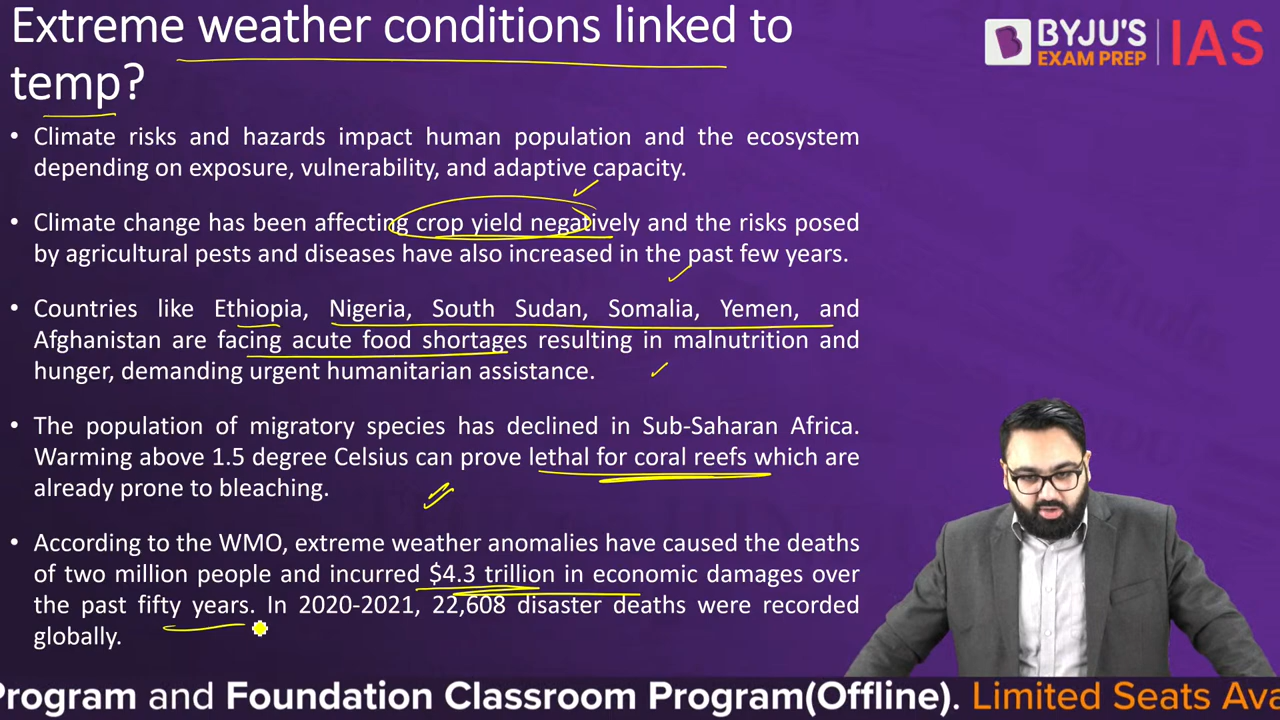 Extreme weather conditions linked to
temp?
BYJU'S
EXAM PREP
IAS
• Climate risks and hazards impact human population and the ecosystem
depending on exposure, vulnerability, and adaptive capacity.
• Climate change has been affecting crop yield negatively and the risks posed
by agricultural pests and diseases have also increased in the past few years.
• Countries like Ethiopia, Nigeria, South Sudan, Somalia, Yemen, and
Afghanistan are facing acute food shortages resulting in malnutrition and
hunger, demanding urgent humanitarian assistance.
• The population of migratory species has declined in Sub-Saharan Africa.
Warming above 1.5 degree Celsius can prove lethal for coral reefs which are
already prone to bleaching.
• According to the WMO, extreme weather anomalies have caused the deaths
of two million people and incurred $4.3 trillion in economic damages over
the past fifty years. In 2020-2021, 22,608 disaster deaths were recorded
globally.
Program and Foundation Classroom Program(Offline). Limited Seats Ava